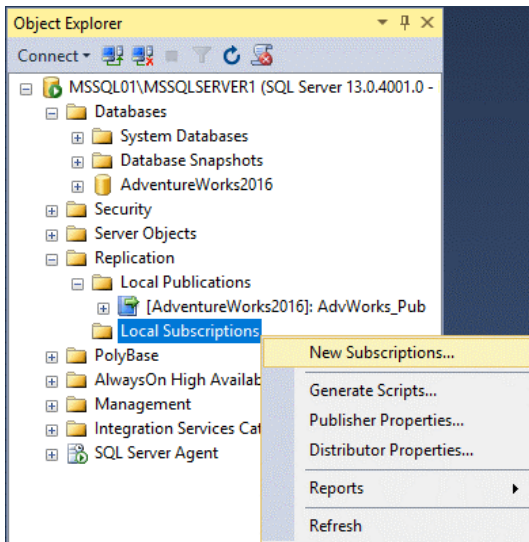 Object Explorer
Connect
MSSQL01\MSSQLSERVER1 (SQL Server 13.0.4001.0 -
Databases
System Databases
Database Snapshots
AdventureWorks2016
Security
Server Objects
Replication
Local Publications
[AdventureWorks2016]: AdvWorks_Pub
Local Subscriptions
New Subscriptions...
PolyBase
AlwaysOn High Availab
Generate Scripts...
Management
Publisher Properties...
Integration Services Cat
Distributor Properties...
SQL Server Agent
Reports
Refresh